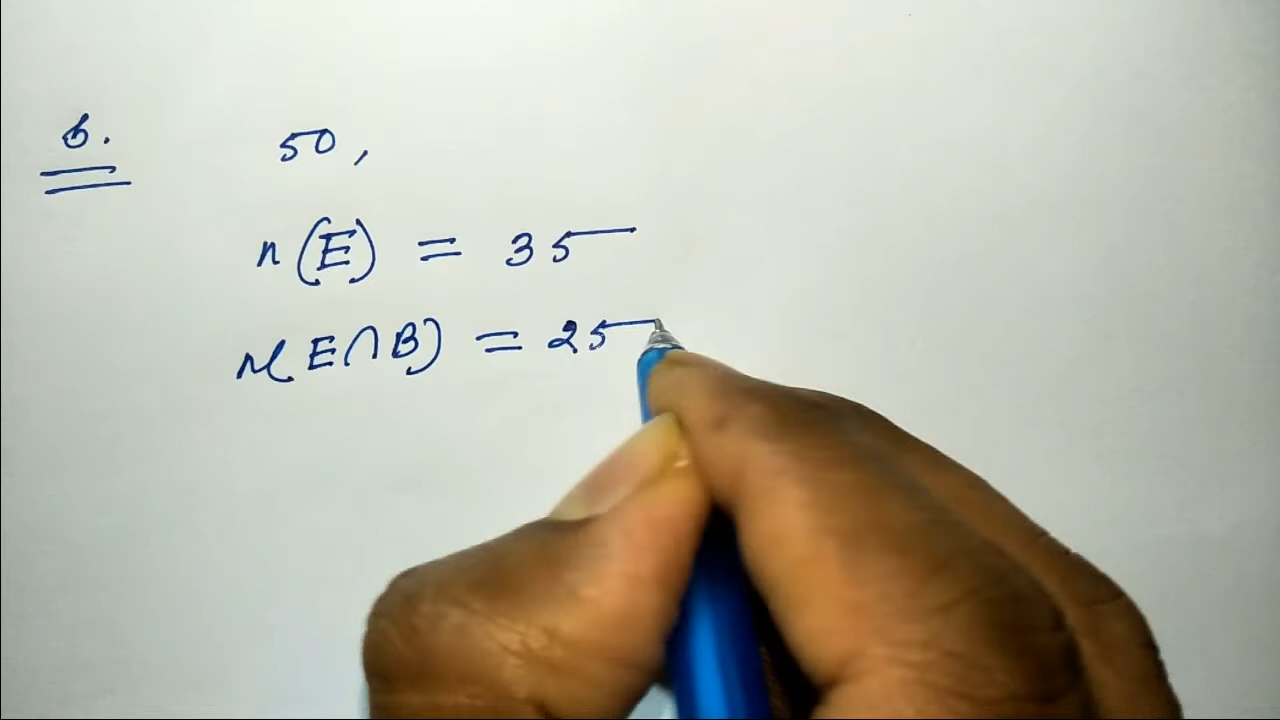 6.
50,
n(E) = 35
n(E∩B) = 25